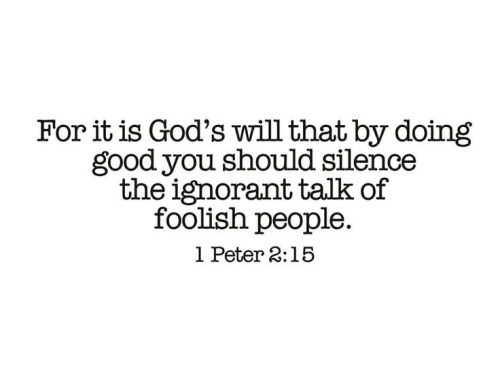 For it is God’s will that by doing
good you should silence
the ignorant talk of
foolish people.
1 Peter 2:15